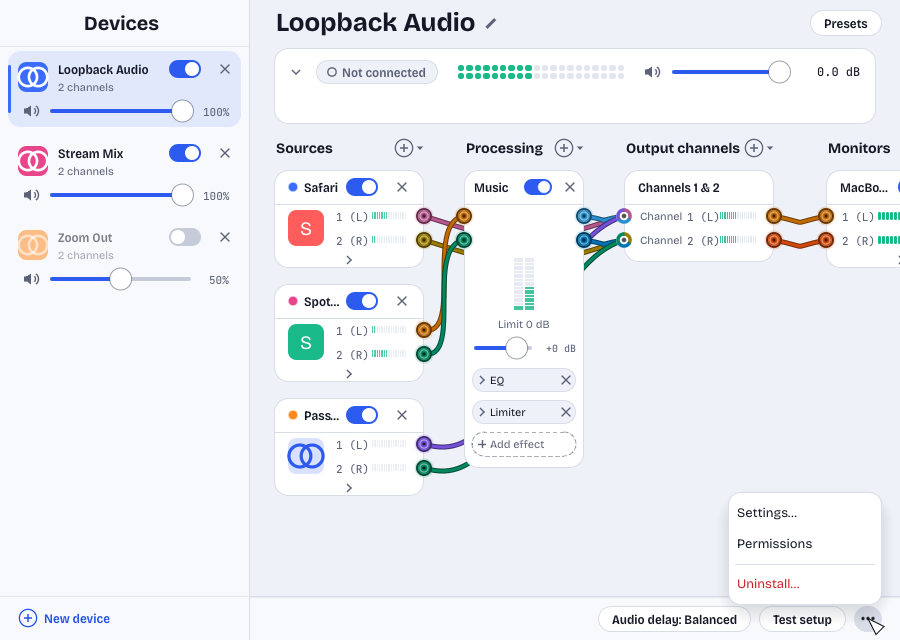 Devices
Loopback Audio
2 channels
100%
Stream Mix
2 channels
100%
Zoom Out
2 channels
50%
New device
Loopback Audio
Presets
Not connected
0.0 dB
Sources
Processing
Output channels
Monitors
Safari
S
1 (L)
2 (R)
Spot...
S
1 (L)
2 (R)
Pass...
1 (L)
2 (R)
Music
Limit 0 dB
+0 dB
EQ
Limiter
+ Add effect
Channels 1 & 2
Channel 1 (L)
Channel 2 (R)
MacBo...
1 (L)
2 (R)
Settings...
Permissions
Uninstall...
Audio delay: Balanced
Test setup